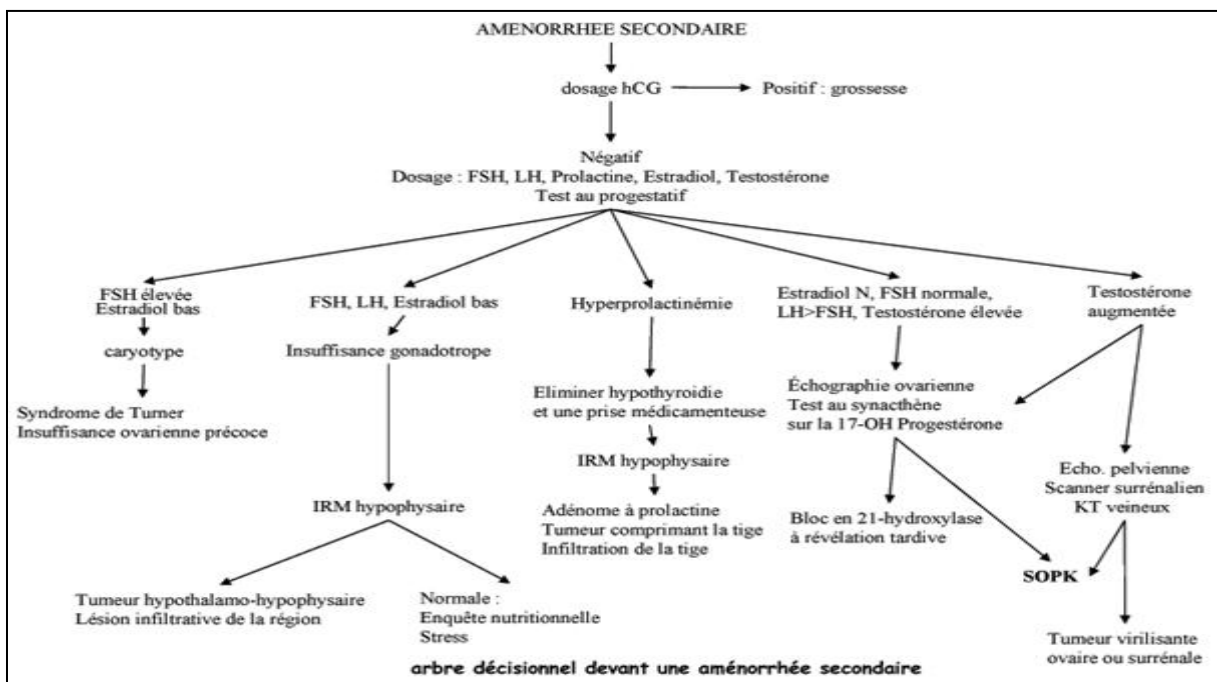 AMENORRHEE SECONDAIRE
dosage hCG
Positif : grossesse
Négatif
Dosage : FSH, LH, Prolactine, Estradiol, Testostérone
Test au progestatif
FSH élevée
Estradiol bas
caryotype
Syndrome de Turner
Insuffisance ovarienne précoce
FSH, LH, Estradiol bas
Insuffisance gonadotrope
IRM hypophysaire
Tumeur hypothalamo-hypophysaire
Lésion infiltrative de la région
Normale :
Enquête nutritionnelle
Stress
Hyperprolactinémie
Eliminer hypothyroidie
et une prise médicamenteuse
IRM hypophysaire
Adénome à prolactine
Tumeur comprimant la tige
Infiltration de la tige
Estradiol N, FSH normale,
LH>FSH, Testostérone élevée
Échographie ovarienne
Test au synacthène
sur la 17-OH Progestérone
Bloc en 21-hydroxylase
à révélation tardive
Testostérone
augmentée
Echo. pelvienne
Scanner surrénalien
KT veineux
SOPK
Tumeur virilisante
ovaire ou surrénale
arbre décisionnel devant une aménorrhée secondaire